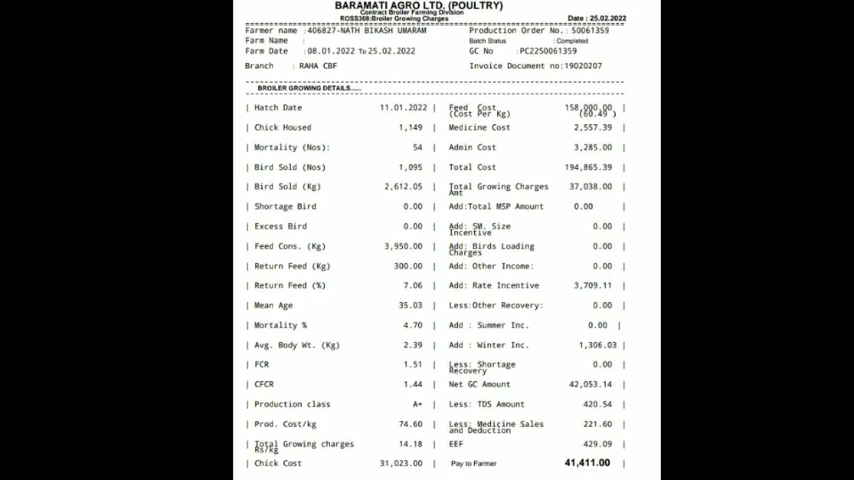 BARAMATI AGRO LTD. (POULTRY)
Contract Broiler Farming Division
ROSS308:Broiler Growing Charges
Date : 25.02.2022
Farmer name :406827-NATH BIKASH UMARAM Production Order No.: 50061359
Farm Name : Batch Status :Completed
Farm Date :08.01.2022 To 25.02.2022 GC No :PC2250061359
Branch : RAHA CBF Invoice Document no:19020207
BROILER GROWING DETAILS.....
| Hatch Date 11.01.2022 | Feed Cost (Cost Per Kg) 158,000.00 (60.49 ) |
| Chick Housed 1,149 | Medicine Cost 2,557.39 |
| Mortality (Nos): 54 | Admin Cost 3,285.00 |
| Bird Sold (Nos) 1,095 | Total Cost 194,865.39 |
| Bird Sold (Kg) 2,612.05 | Total Growing Charges Amt 37,038.00 |
| Shortage Bird 0.00 | Add:Total MSP Amount 0.00 |
| Excess Bird 0.00 | Add: SM. Size Incentive 0.00 |
| Feed Cons. (Kg) 3,950.00 | Add: Birds Loading Charges 0.00 |
| Return Feed (Kg) 300.00 | Add: Other Income: 0.00 |
| Return Feed (%) 7.06 | Add: Rate Incentive 3,709.11 |
| Mean Age 35.03 | Less:Other Recovery: 0.00 |
| Mortality % 4.70 | Add : Summer Inc. 0.00 |
| Avg. Body Wt. (Kg) 2.39 | Add : Winter Inc. 1,306.03 |
| FCR 1.51 | Less: Shortage Recovery 0.00 |
| CFCR 1.44 | Net GC Amount 42,053.14 |
| Production class A+ | Less: TDS Amount 420.54 |
| Prod. Cost/kg 74.60 | Less: Medicine Sales and Deduction 221.60 |
| Total Growing charges Rs/kg 14.18 | EEF 429.09 |
| Chick Cost 31,023.00 | Pay to Farmer 41,411.00 |